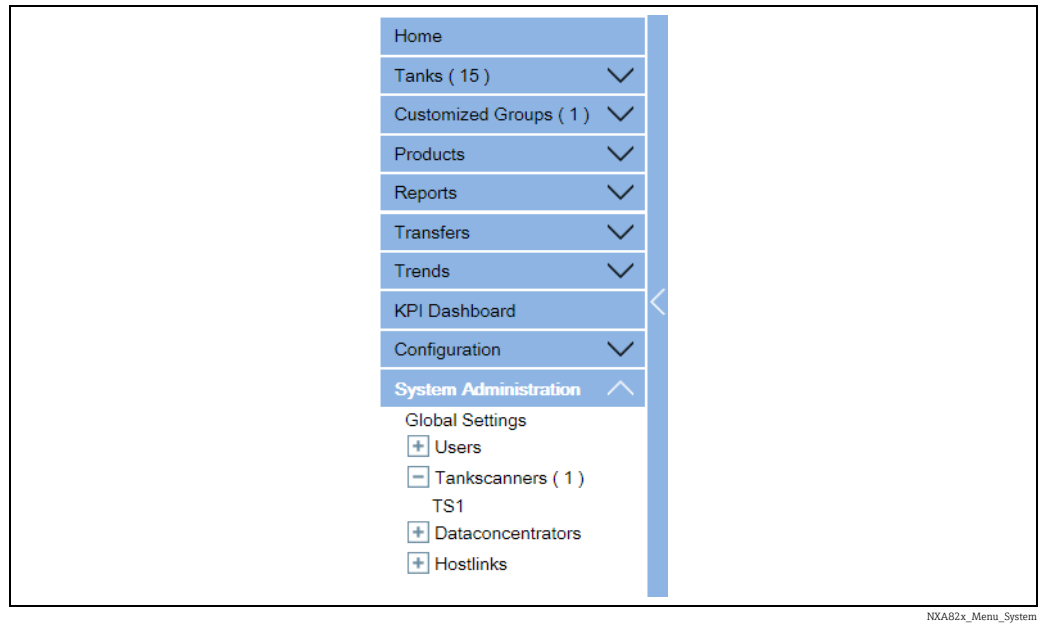 Home
Tanks ( 15 )
Customized Groups ( 1 )
Products
Reports
Transfers
Trends
KPI Dashboard
Configuration
System Administration
Global Settings
Users
Tankscanners ( 1 )
TS1
Dataconcentrators
Hostlinks
NXA82x_Menu_System